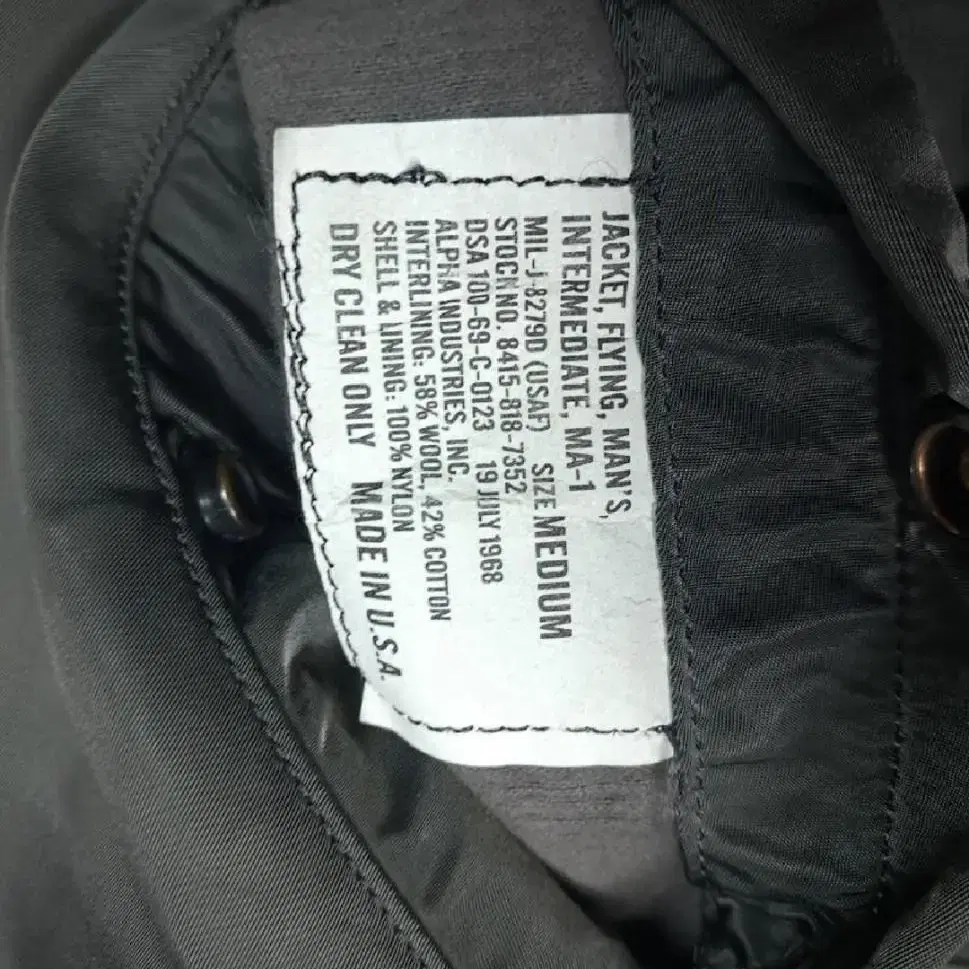 JACKET, FLYING, MAN'S,
INTERMEDIATE, MA-1
MIL-J-8279D (USAF) SIZE MEDIUM
STOCK NO. 8415-818-7352
DSA 100-69-C-0123 19 JULY 1968
ALPHA INDUSTRIES, INC.
INTERLINING: 58% WOOL, 42% COTTON
SHELL & LINING: 100% NYLON
DRY CLEAN ONLY MADE IN U.S.A.